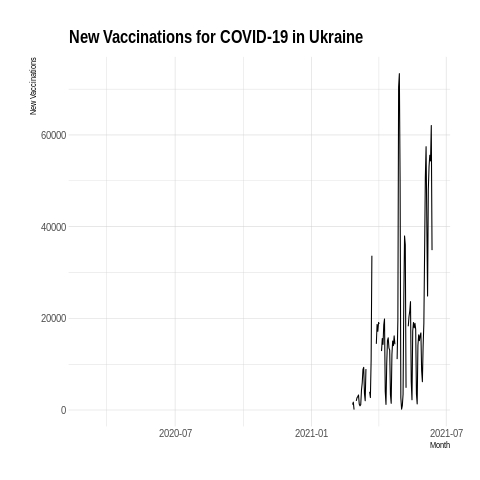 New Vaccinations for COVID-19 in Ukraine
New Vaccinations
60000
40000
20000
0
2020-07
2021-01
2021-07
Month